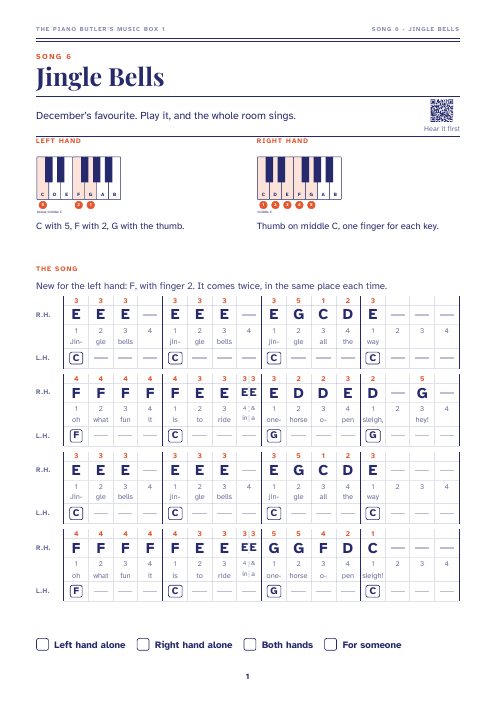 THE PIANO BUTLER'S MUSIC BOX 1 SONG 6 · JINGLE BELLS
SONG 6
Jingle Bells
December's favourite. Play it, and the whole room sings.
Hear it first
LEFT HAND RIGHT HAND
C D E F G A B C D E F G A B
5 2 1 1 2 3 4 5
C with 5, F with 2, G with the thumb. Thumb on middle C, one finger for each key.
THE SONG
New for the left hand: F, with finger 2. It comes twice, in the same place each time.
3 3 3 3 3 3 3 5 1 2 3
R.H. E E E — E E E — E G C D E — — —
1 2 3 4 1 2 3 4 1 2 3 4 1 2 3 4
Jin- gle bells jin- gle bells jin- gle all the way
L.H. C — — — C — — — C — — — C — — —
4 4 4 4 4 3 3 3 3 3 2 2 3 2 5
R.H. F F F F F E E E E E D D E D — G —
1 2 3 4 1 2 3 4 | & 1 2 3 4 1 2 3 4
oh what fun it is to ride in | a one- horse o- pen sleigh, hey!
L.H. F — — — C — — — G — — — G — — —
3 3 3 3 3 3 3 5 1 2 3
R.H. E E E — E E E — E G C D E — — —
1 2 3 4 1 2 3 4 1 2 3 4 1 2 3 4
Jin- gle bells jin- gle bells jin- gle all the way
L.H. C — — — C — — — C — — — C — — —
4 4 4 4 4 3 3 3 3 5 5 4 2 1
R.H. F F F F F E E E E G G F D C — — —
1 2 3 4 1 2 3 4 | & 1 2 3 4 1 2 3 4
oh what fun it is to ride in | a one- horse o- pen sleigh!
L.H. F — — — C — — — G — — — C — — —
Left hand alone Right hand alone Both hands For someone
1